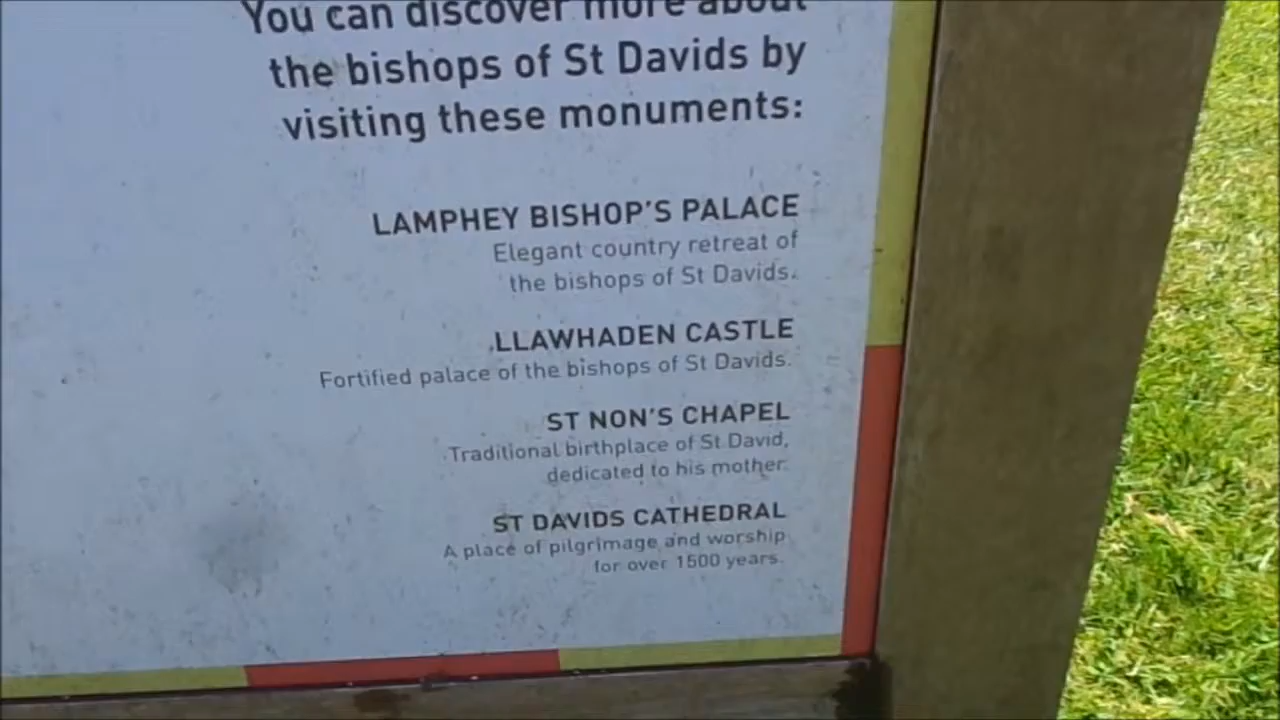 You can discover more about
the bishops of St Davids by
visiting these monuments:
LAMPHEY BISHOP'S PALACE
Elegant country retreat of
the bishops of St Davids.
LLAWHADEN CASTLE
Fortified palace of the bishops of St Davids.
ST NON'S CHAPEL
Traditional birthplace of St David,
dedicated to his mother.
ST DAVIDS CATHEDRAL
A place of pilgrimage and worship
for over 1500 years.